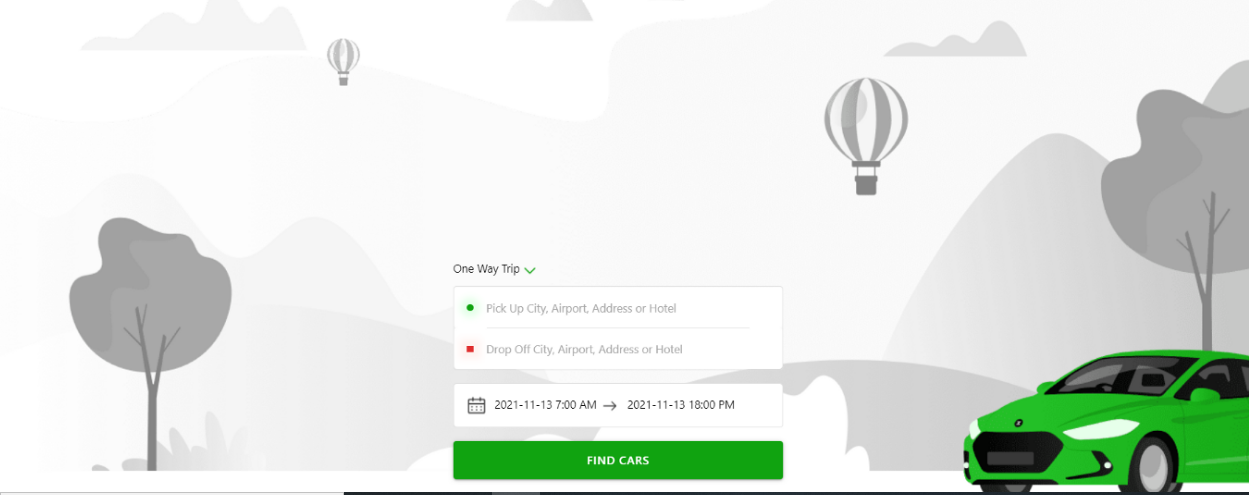 One Way Trip
Pick Up City, Airport, Address or Hotel
Drop Off City, Airport, Address or Hotel
2021-11-13 7:00 AM → 2021-11-13 18:00 PM
FIND CARS